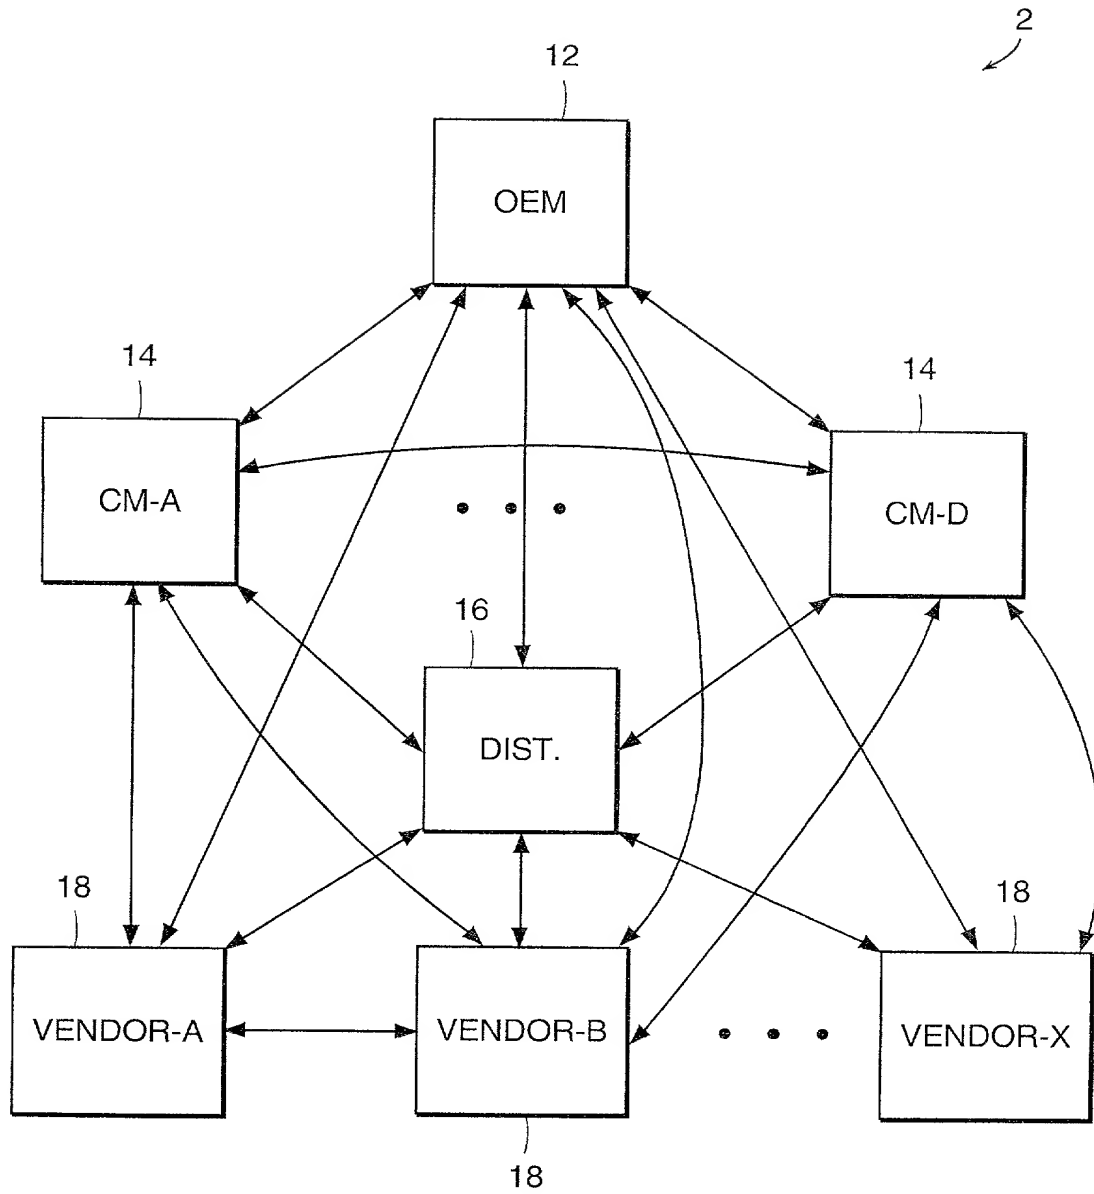 2
12
OEM
14
14
CM-A
CM-D
16
DIST.
18
18
VENDOR-A
VENDOR-B
VENDOR-X
18